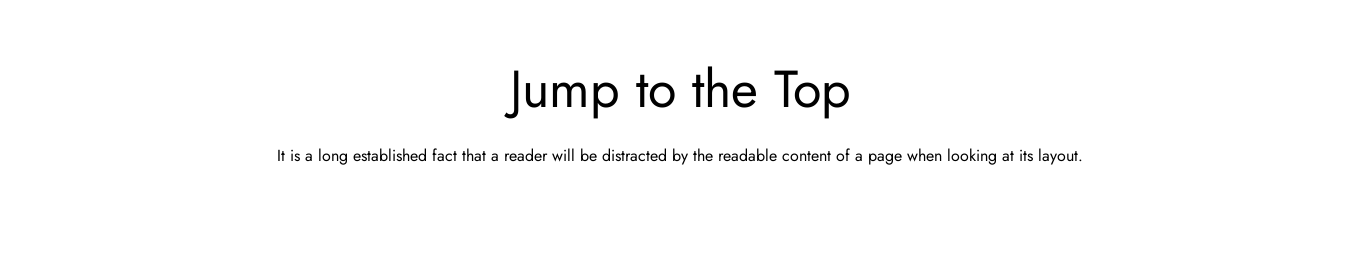 Jump to the Top
It is a long established fact that a reader will be distracted by the readable content of a page when looking at its layout.